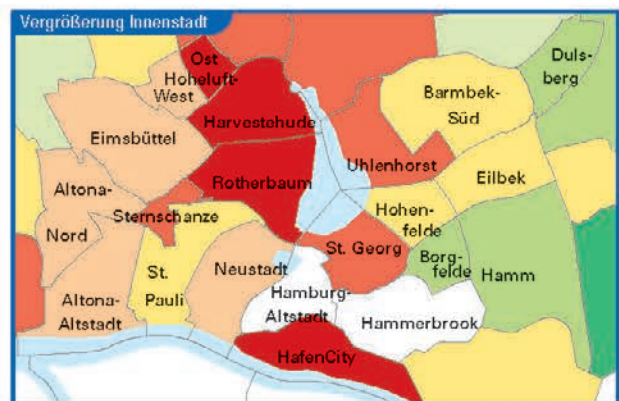 Vergrößerung Innenstadt
Ost
Hoheluft-
West
Harvestehude
Eimsbüttel
Rotherbaum
Altona-
Nord
Sternschanze
St.
Pauli
Altona-
Altstadt
Neustadt
Hamburg-
Altstadt
HafenCity
St. Georg
Uhlenhorst
Hohen-
felde
Borg-
felde
Hammerbrook
Hamm
Eilbek
Barmbek-
Süd
Duls-
berg